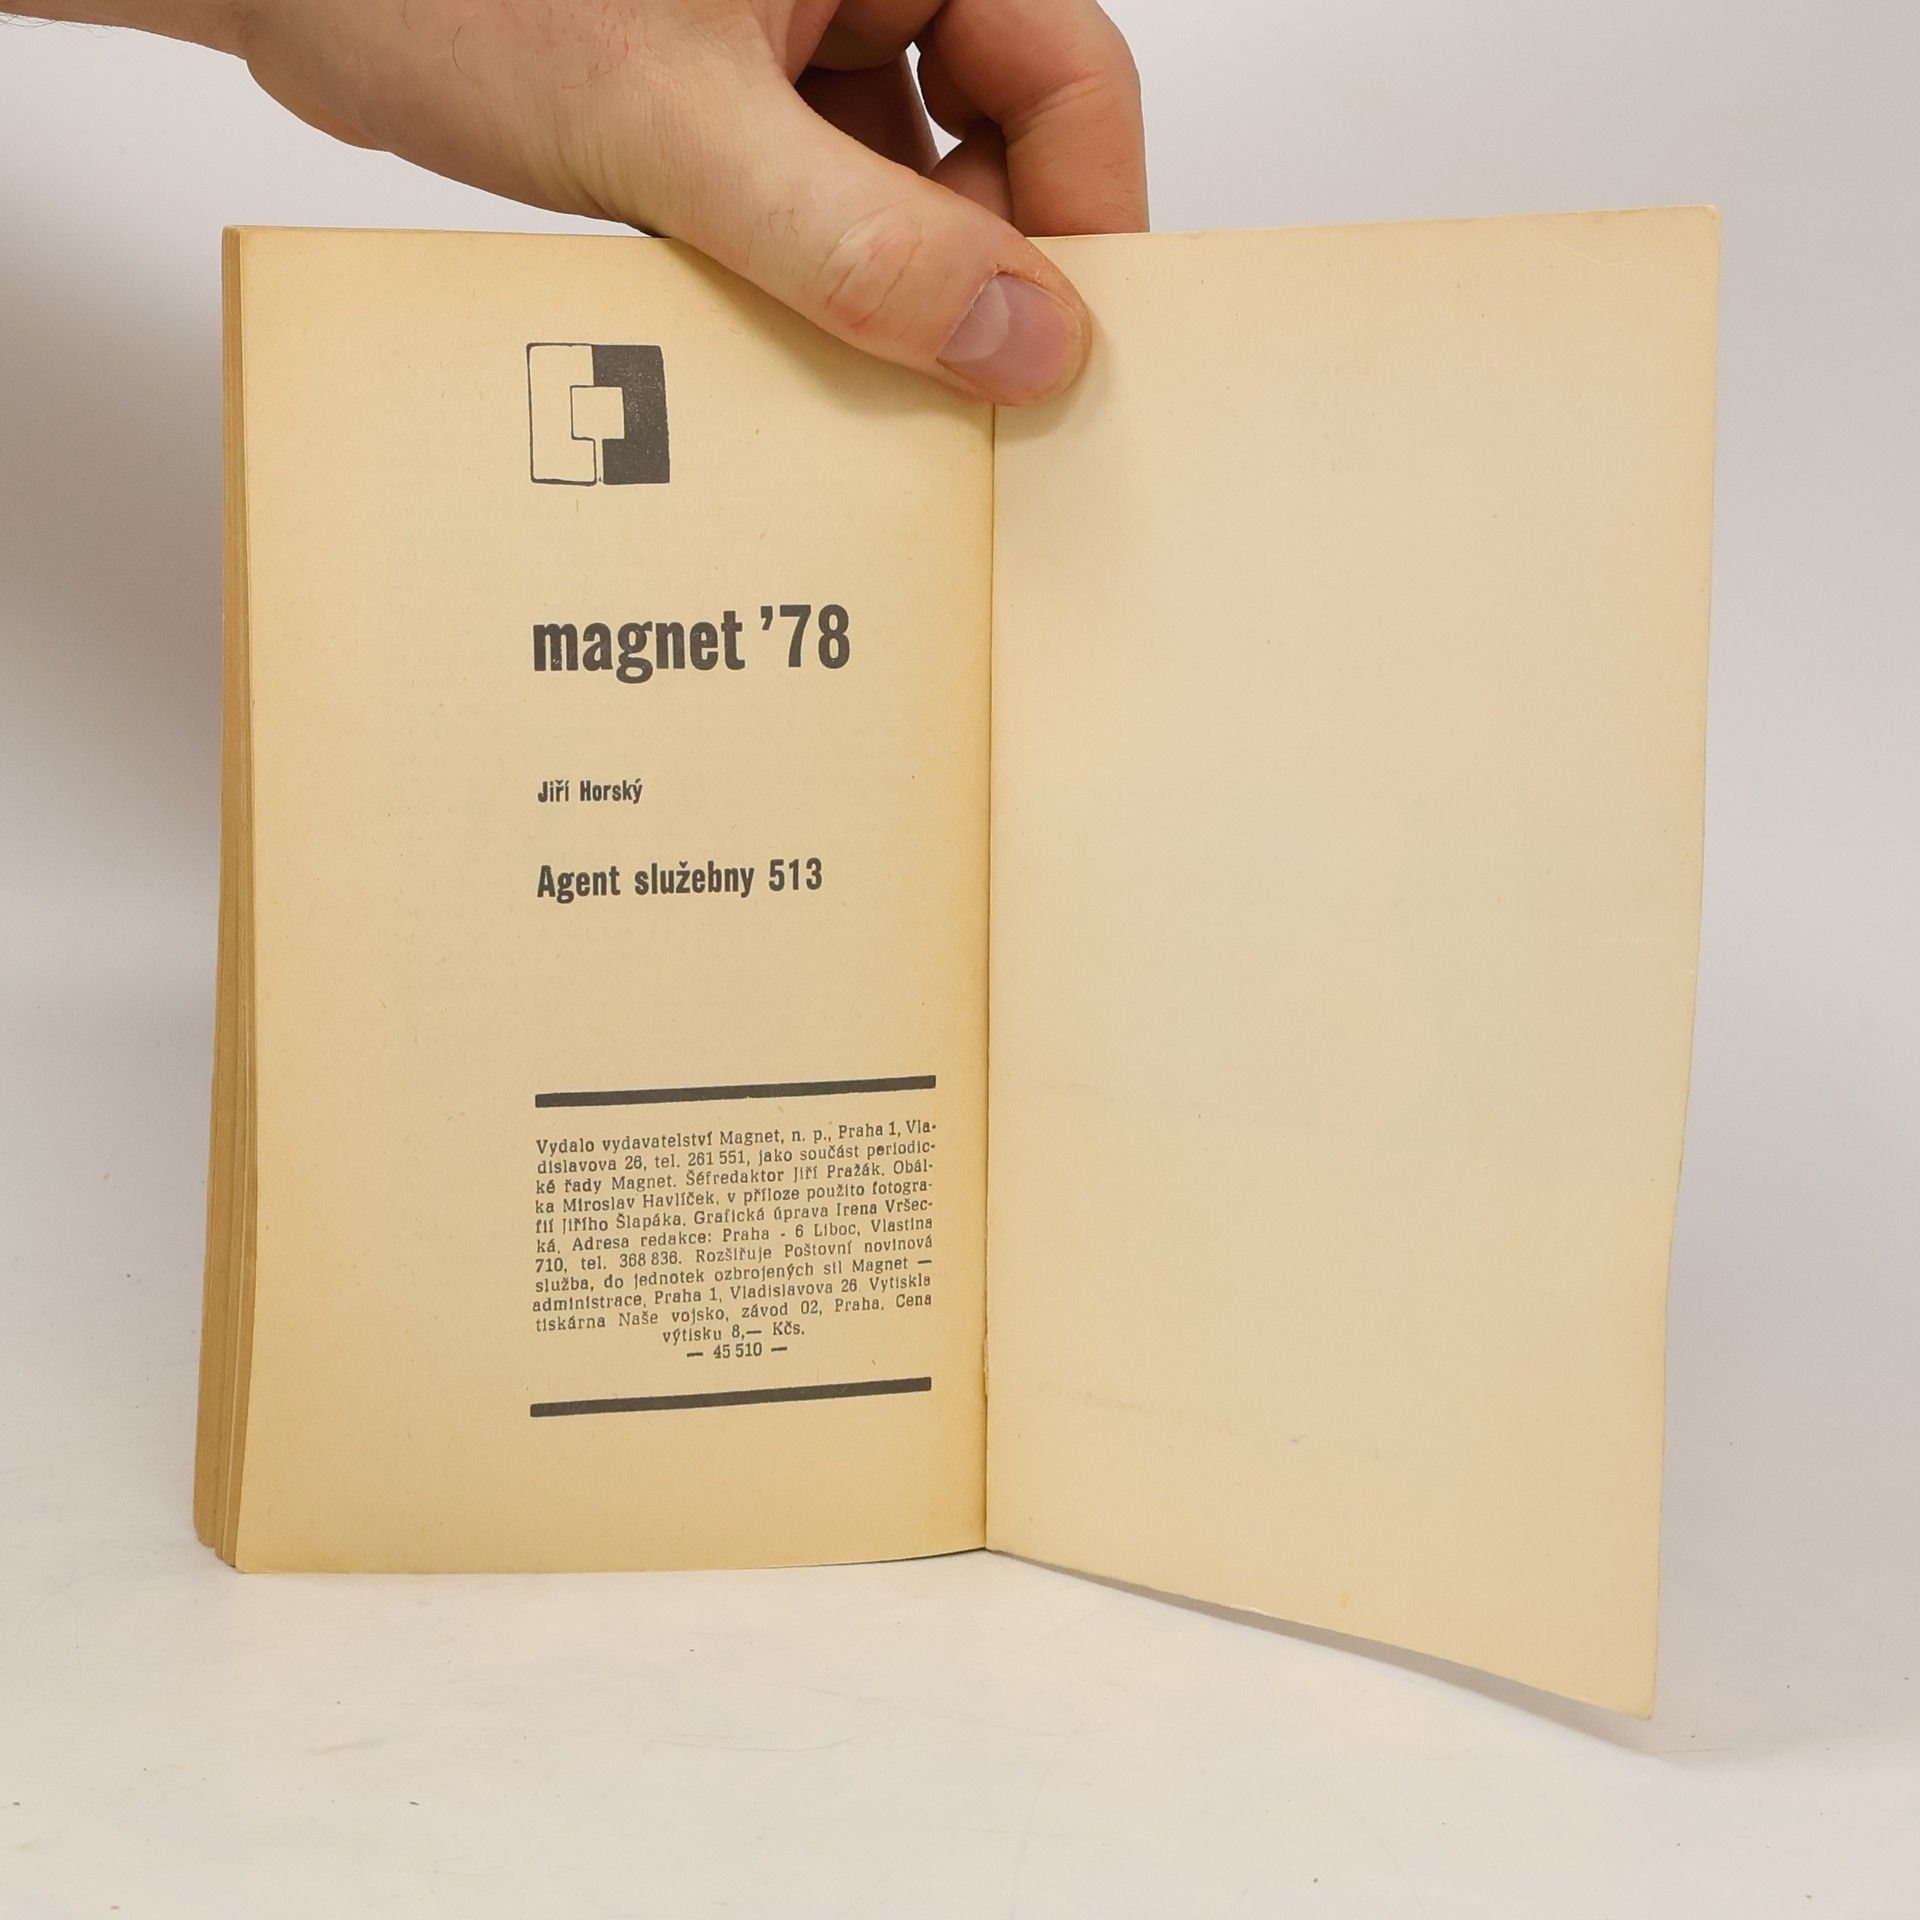 magnet ’78
Jiří Horský
Agent služebny 513
Vydalo vydavatelství Magnet, n. p., Praha 1, Vla-
dislavova 26, tel. 261 551, jako součást periodic-
ké řady Magnet. Šéfredaktor Jiří Pražák. Obál-
ka Miroslav Havlíček, v příloze použito fotogra-
fií Jiřího Šlapáka. Grafická úprava Irena Vršec-
ká. Adresa redakce: Praha - 6 Liboc, Vlastina
710, tel. 368 836. Rozšiřuje Poštovní novinová
služba, do jednotek ozbrojených sil Magnet —
administrace, Praha 1, Vladislavova 26 Vytiskla
tiskárna Naše vojsko, závod 02, Praha. Cena
výtisku 8,— Kčs.
— 45 510 —